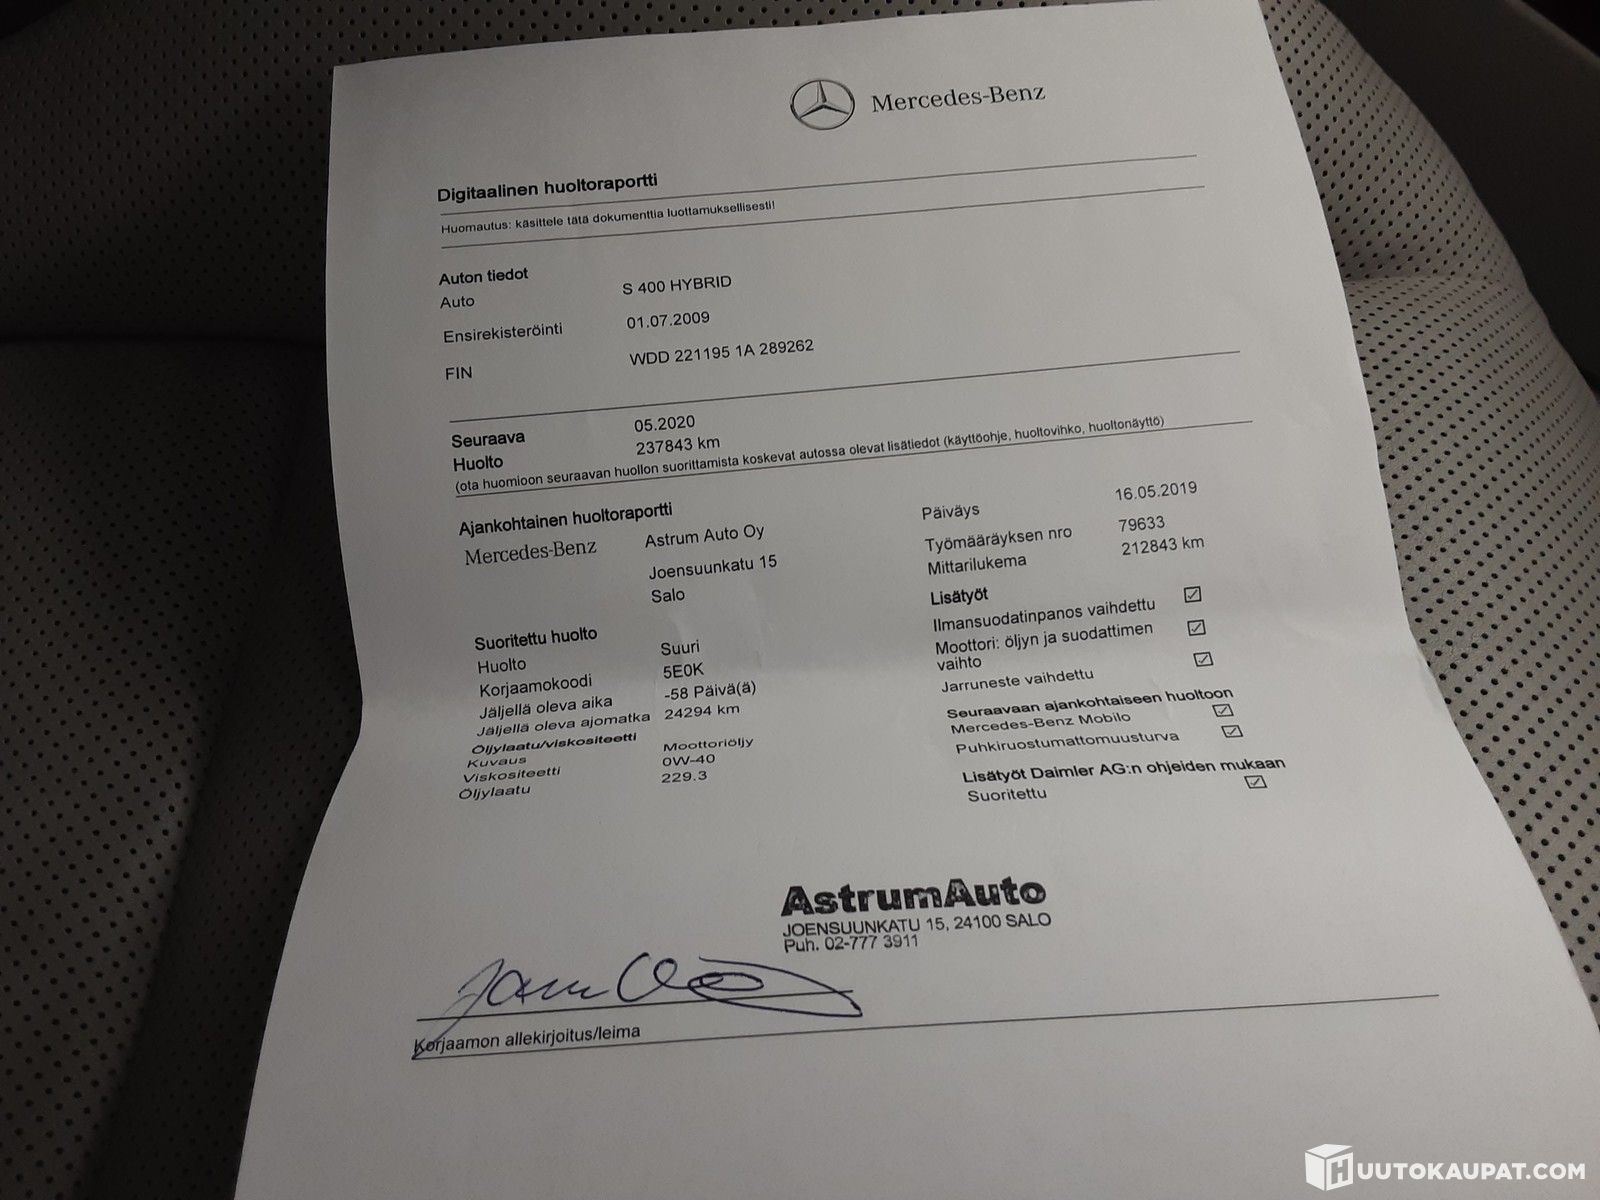 Mercedes-Benz
Digitaalinen huoltoraportti
Huomautus: käsittele tätä dokumenttia luottamuksellisesti!
Auton tiedot
Auto S 400 HYBRID
Ensirekisteröinti 01.07.2009
FIN WDD 221195 1A 289262
Seuraava 05.2020
Huolto 237843 km
(ota huomioon seuraavan huollon suorittamista koskevat autossa olevat lisätiedot (käyttöohje, huoltovihko, huoltonäyttö)
Ajankohtainen huoltoraportti
Mercedes-Benz Astrum Auto Oy
Joensuunkatu 15
Salo
Päiväys 16.05.2019
Työmääräyksen nro 79633
Mittarilukema 212843 km
Suoritettu huolto
Huolto Suuri
Korjaamokoodi 5E0K
Jäljellä oleva aika -58 Päivä(ä)
Jäljellä oleva ajomatka 24294 km
Öljylaatu/viskositeetti
Kuvaus Moottoriöljy
Viskositeetti 0W-40
Öljylaatu 229.3
Lisätyöt
Ilmansuodatinpanos vaihdettu
Moottori: öljyn ja suodattimen
vaihto
Jarruneste vaihdettu
Seuraavaan ajankohtaiseen huoltoon
Mercedes-Benz Mobilo
Puhkiruostumattomuusturva
Lisätyöt Daimler AG:n ohjeiden mukaan
Suoritettu
AstrumAuto
JOENSUUNKATU 15, 24100 SALO
Puh. 02-777 3911
Korjaamon allekirjoitus/leima
HUUTOKAUPAT.COM